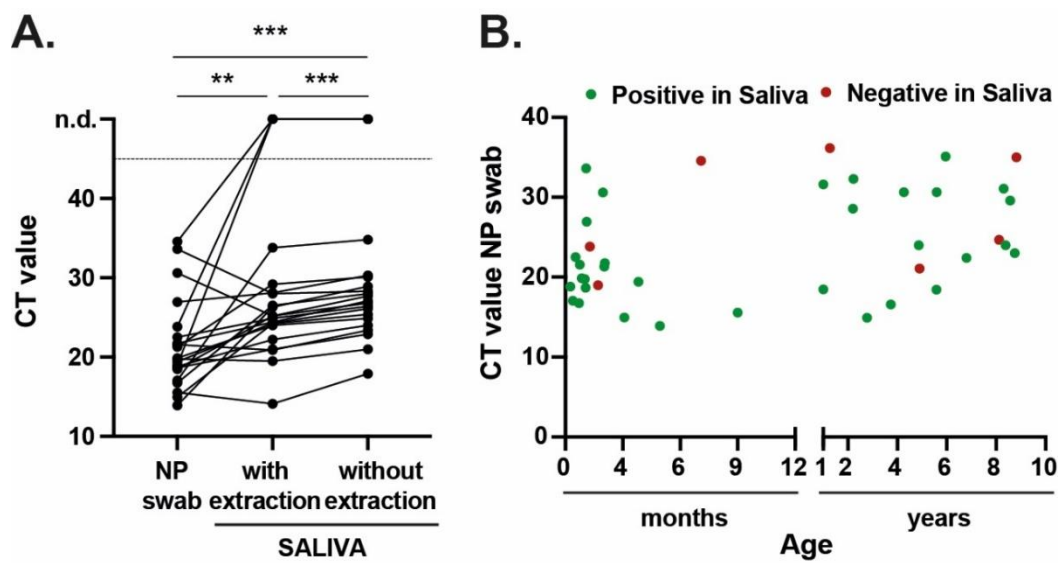 A.
***
** ***
n.d.
40
30
20
10
CT value
NP swab
with extraction
without extraction
SALIVA
B.
Positive in Saliva Negative in Saliva
40
30
20
10
0
CT value NP swab
0 4 6 9 12 1 2 4 6 8 10
months years
Age